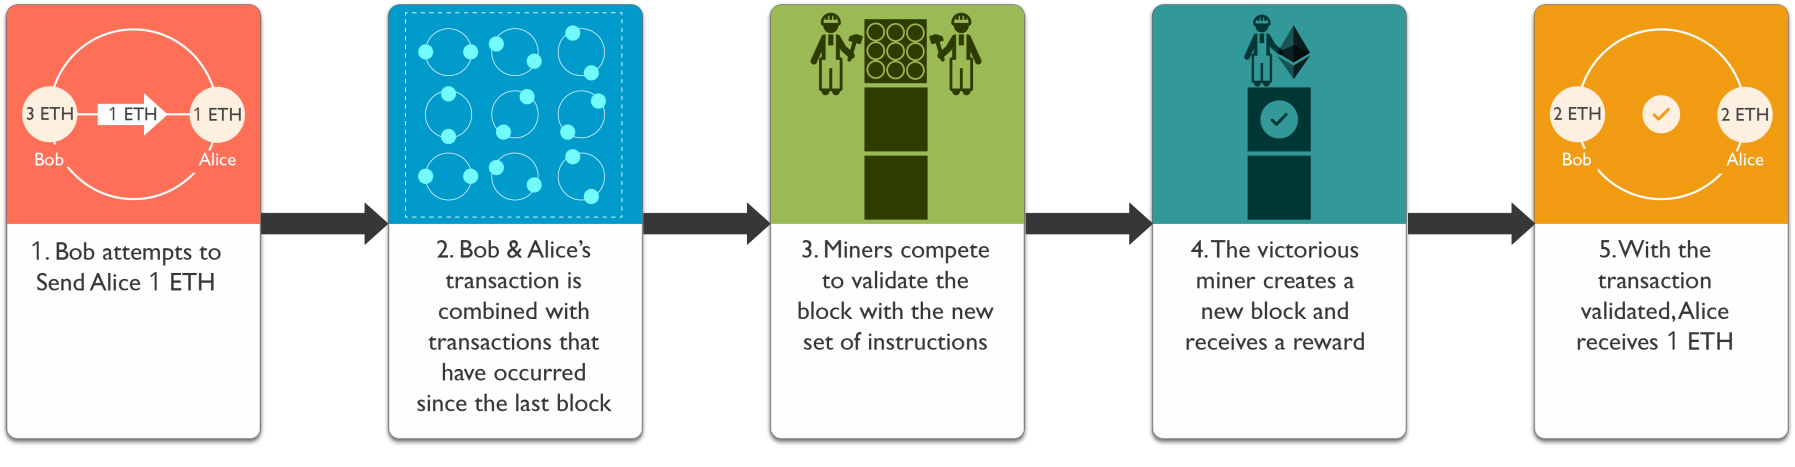 3 ETH
1 ETH
1 ETH
Bob
Alice
1. Bob attempts to
Send Alice 1 ETH
2. Bob & Alice's
transaction is
combined with
transactions that
have occurred
since the last block
3. Miners compete
to validate the
block with the new
set of instructions
4. The victorious
miner creates a
new block and
receives a reward
2 ETH
2 ETH
Bob
Alice
5. With the
transaction
validated, Alice
receives 1 ETH